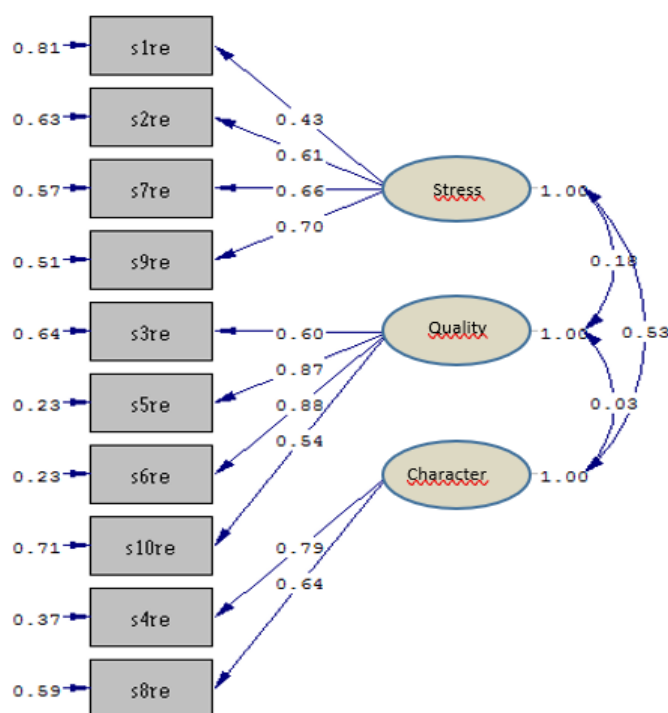 0.81 s1re
0.43
0.63 s2re
0.61
0.57 s7re
0.66
Stress 1.00
0.70
0.51 s9re
0.18
0.64 s3re
0.60
Quality 1.00
0.53
0.87
0.23 s5re
0.88
0.03
0.54
0.23 s6re
Character 1.00
0.71 s10re
0.79
0.64
0.37 s4re
0.59 s8re